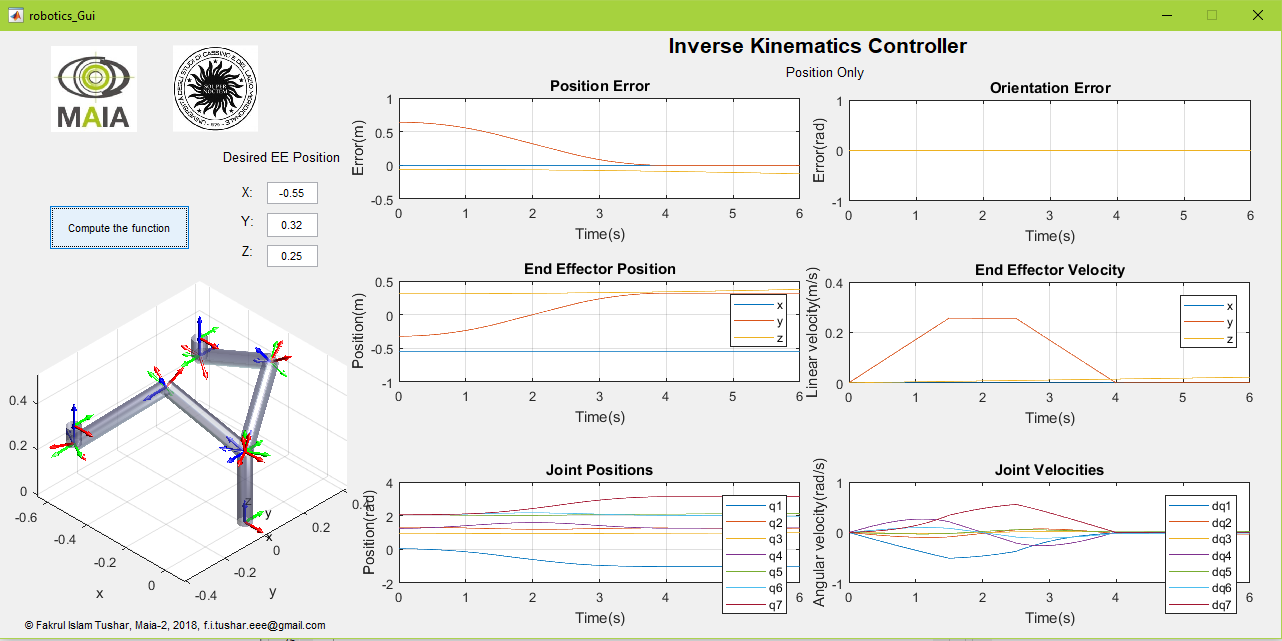 robotics_Gui
MAIA
Inverse Kinematics Controller
Position Only
Desired EE Position
X: -0.55
Y: 0.32
Z: 0.25
Compute the function
Position Error
Error(m)
1
0.5
0
-0.5
0 1 2 3 4 5 6
Time(s)
Orientation Error
Error(rad)
1
0
-1
0 1 2 3 4 5 6
Time(s)
End Effector Position
Position(m)
0.5
0
-0.5
-1
x
y
z
0 1 2 3 4 5 6
Time(s)
End Effector Velocity
Linear velocity(m/s)
0.4
0.2
0
x
y
z
0 1 2 3 4 5 6
Time(s)
0.4
0.2
0
-0.6
-0.4
-0.2
0
x
-0.4
-0.2
0
0.2
0.4
y
z
y
x
Joint Positions
Position(rad)
4
2
0
-2
q1
q2
q3
q4
q5
q6
q7
0 1 2 3 4 5 6
Time(s)
Joint Velocities
Angular velocity(rad/s)
1
0
-1
dq1
dq2
dq3
dq4
dq5
dq6
dq7
0 1 2 3 4 5 6
Time(s)
© Fakrul Islam Tushar, Maia-2, 2018, f.i.tushar.eee@gmail.com